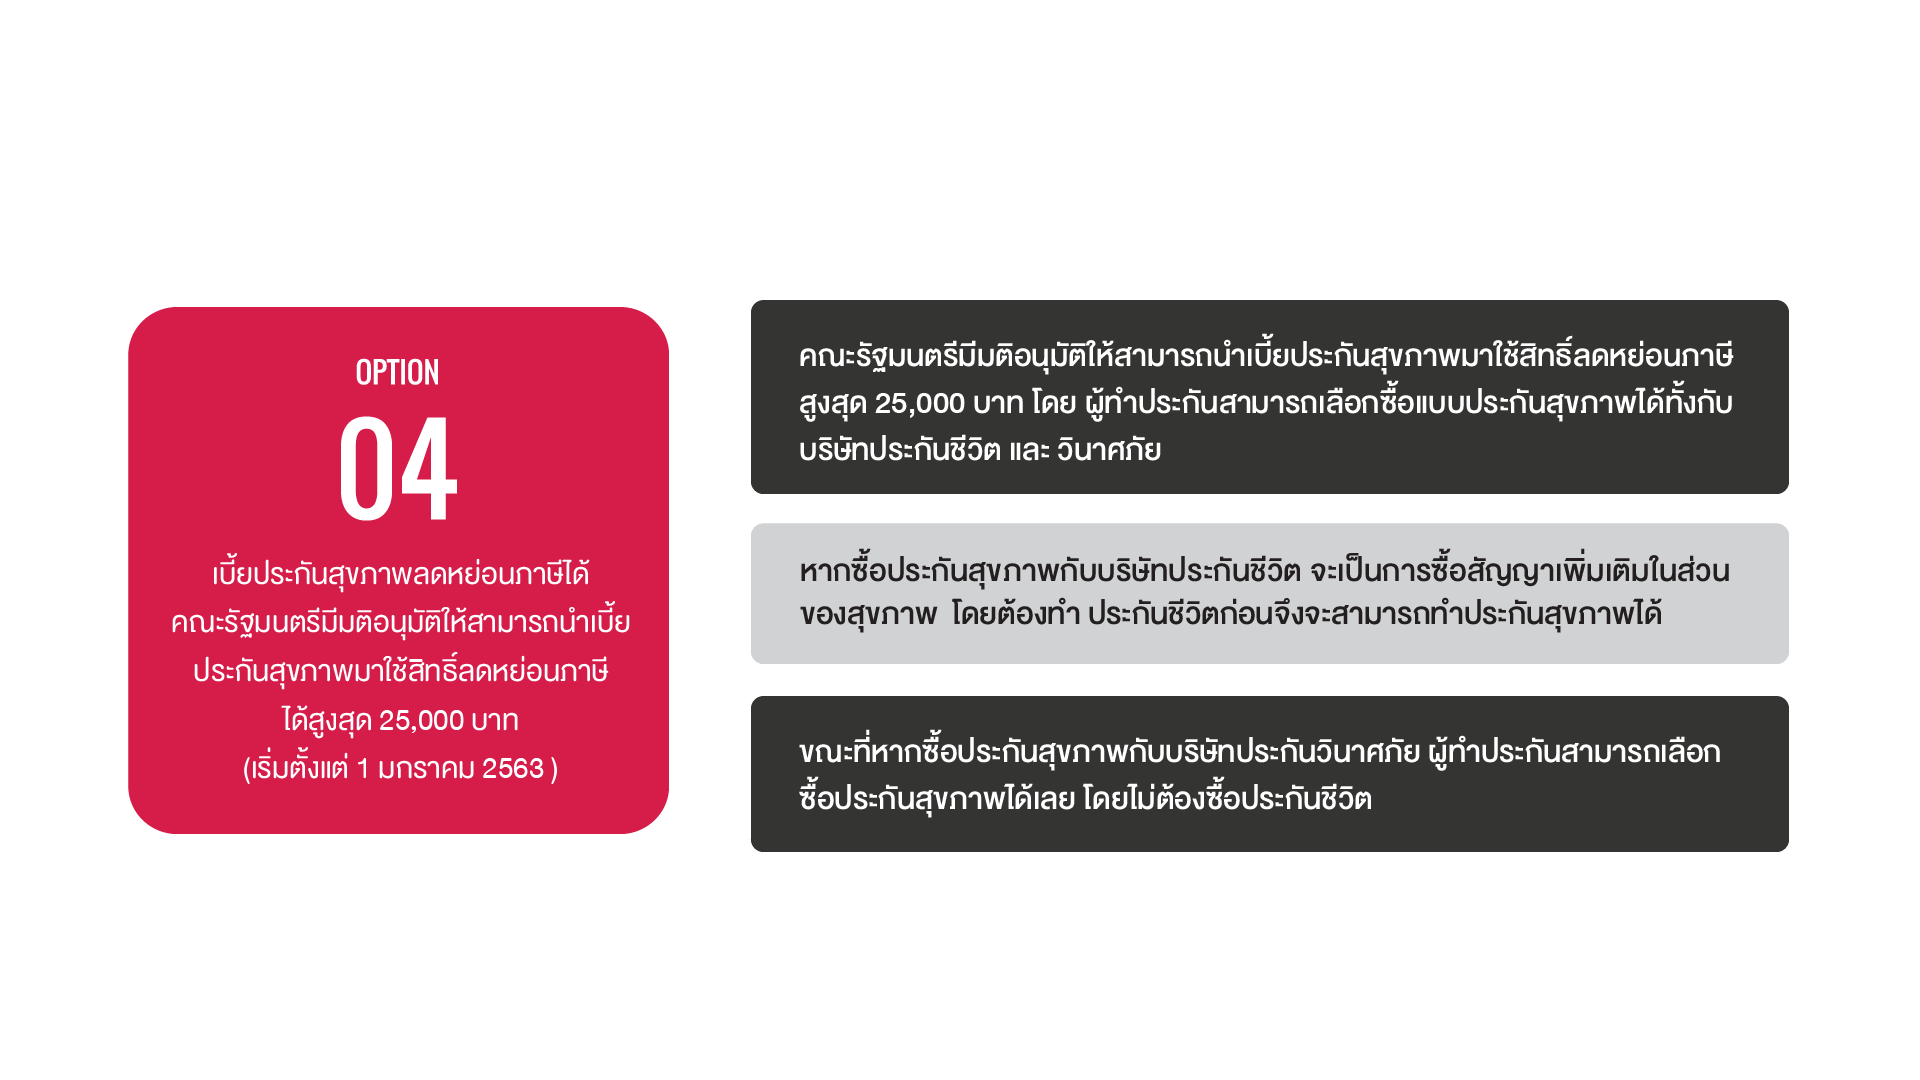 OPTION
04
เบี้ยประกันสุขภาพลดหย่อนภาษีได้
คณะรัฐมนตรีมีมติอนุมัติให้สามารถนำเบี้ย
ประกันสุขภาพมาใช้สิทธิ์ลดหย่อนภาษี
ได้สูงสุด 25,000 บาท
(เริ่มตั้งแต่ 1 มกราคม 2563 )
คณะรัฐมนตรีมีมติอนุมัติให้สามารถนำเบี้ยประกันสุขภาพมาใช้สิทธิ์ลดหย่อนภาษี
สูงสุด 25,000 บาท โดย ผู้ทำประกันสามารถเลือกซื้อแบบประกันสุขภาพได้ทั้งกับ
บริษัทประกันชีวิต และ วินาศภัย
หากซื้อประกันสุขภาพกับบริษัทประกันชีวิต จะเป็นการซื้อสัญญาเพิ่มเติมในส่วน
ของสุขภาพ  โดยต้องทำ ประกันชีวิตก่อนจึงจะสามารถทำประกันสุขภาพได้
ขณะที่หากซื้อประกันสุขภาพกับบริษัทประกันวินาศภัย ผู้ทำประกันสามารถเลือก
ซื้อประกันสุขภาพได้เลย โดยไม่ต้องซื้อประกันชีวิต